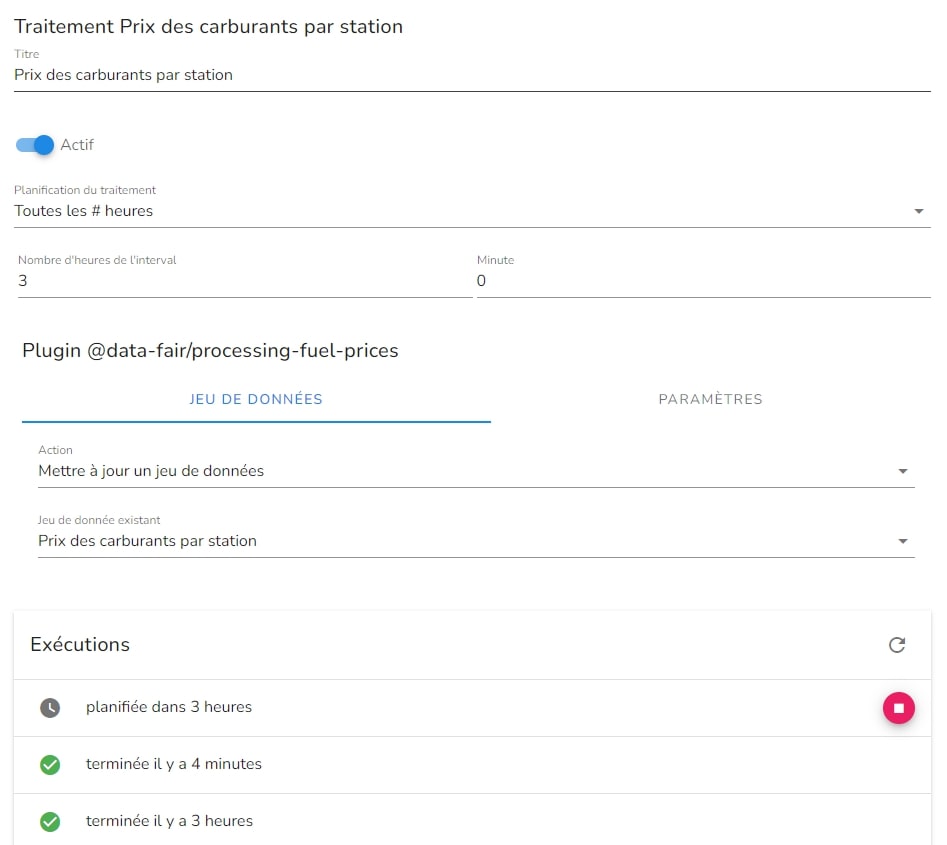 Traitement Prix des carburants par station
Titre
Prix des carburants par station
Actif
Planification du traitement
Toutes les # heures
Nombre d'heures de l'interval
3
Minute
0
Plugin @data-fair/processing-fuel-prices
JEU DE DONNÉES
PARAMÈTRES
Action
Mettre à jour un jeu de données
Jeu de donnée existant
Prix des carburants par station
Exécutions
planifiée dans 3 heures
terminée il y a 4 minutes
terminée il y a 3 heures